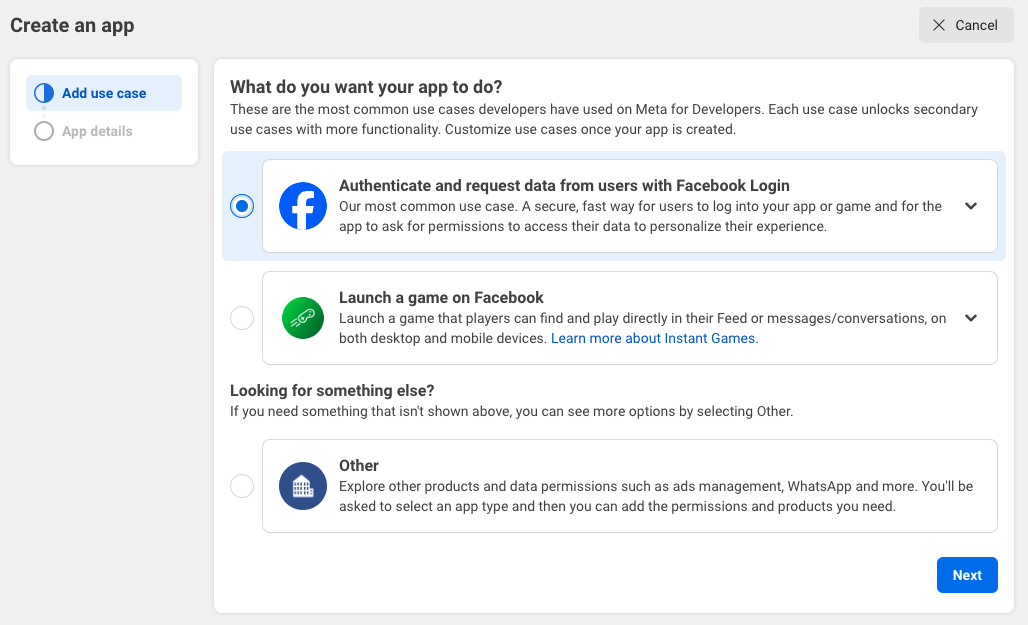 Create an app
Cancel
Add use case
App details
What do you want your app to do?
These are the most common use cases developers have used on Meta for Developers. Each use case unlocks secondary
use cases with more functionality. Customize use cases once your app is created.
Authenticate and request data from users with Facebook Login
Our most common use case. A secure, fast way for users to log into your app or game and for the
app to ask for permissions to access their data to personalize their experience.
Launch a game on Facebook
Launch a game that players can find and play directly in their Feed or messages/conversations, on
both desktop and mobile devices. Learn more about Instant Games.
Looking for something else?
If you need something that isn't shown above, you can see more options by selecting Other.
Other
Explore other products and data permissions such as ads management, WhatsApp and more. You'll be
asked to select an app type and then you can add the permissions and products you need.
Next